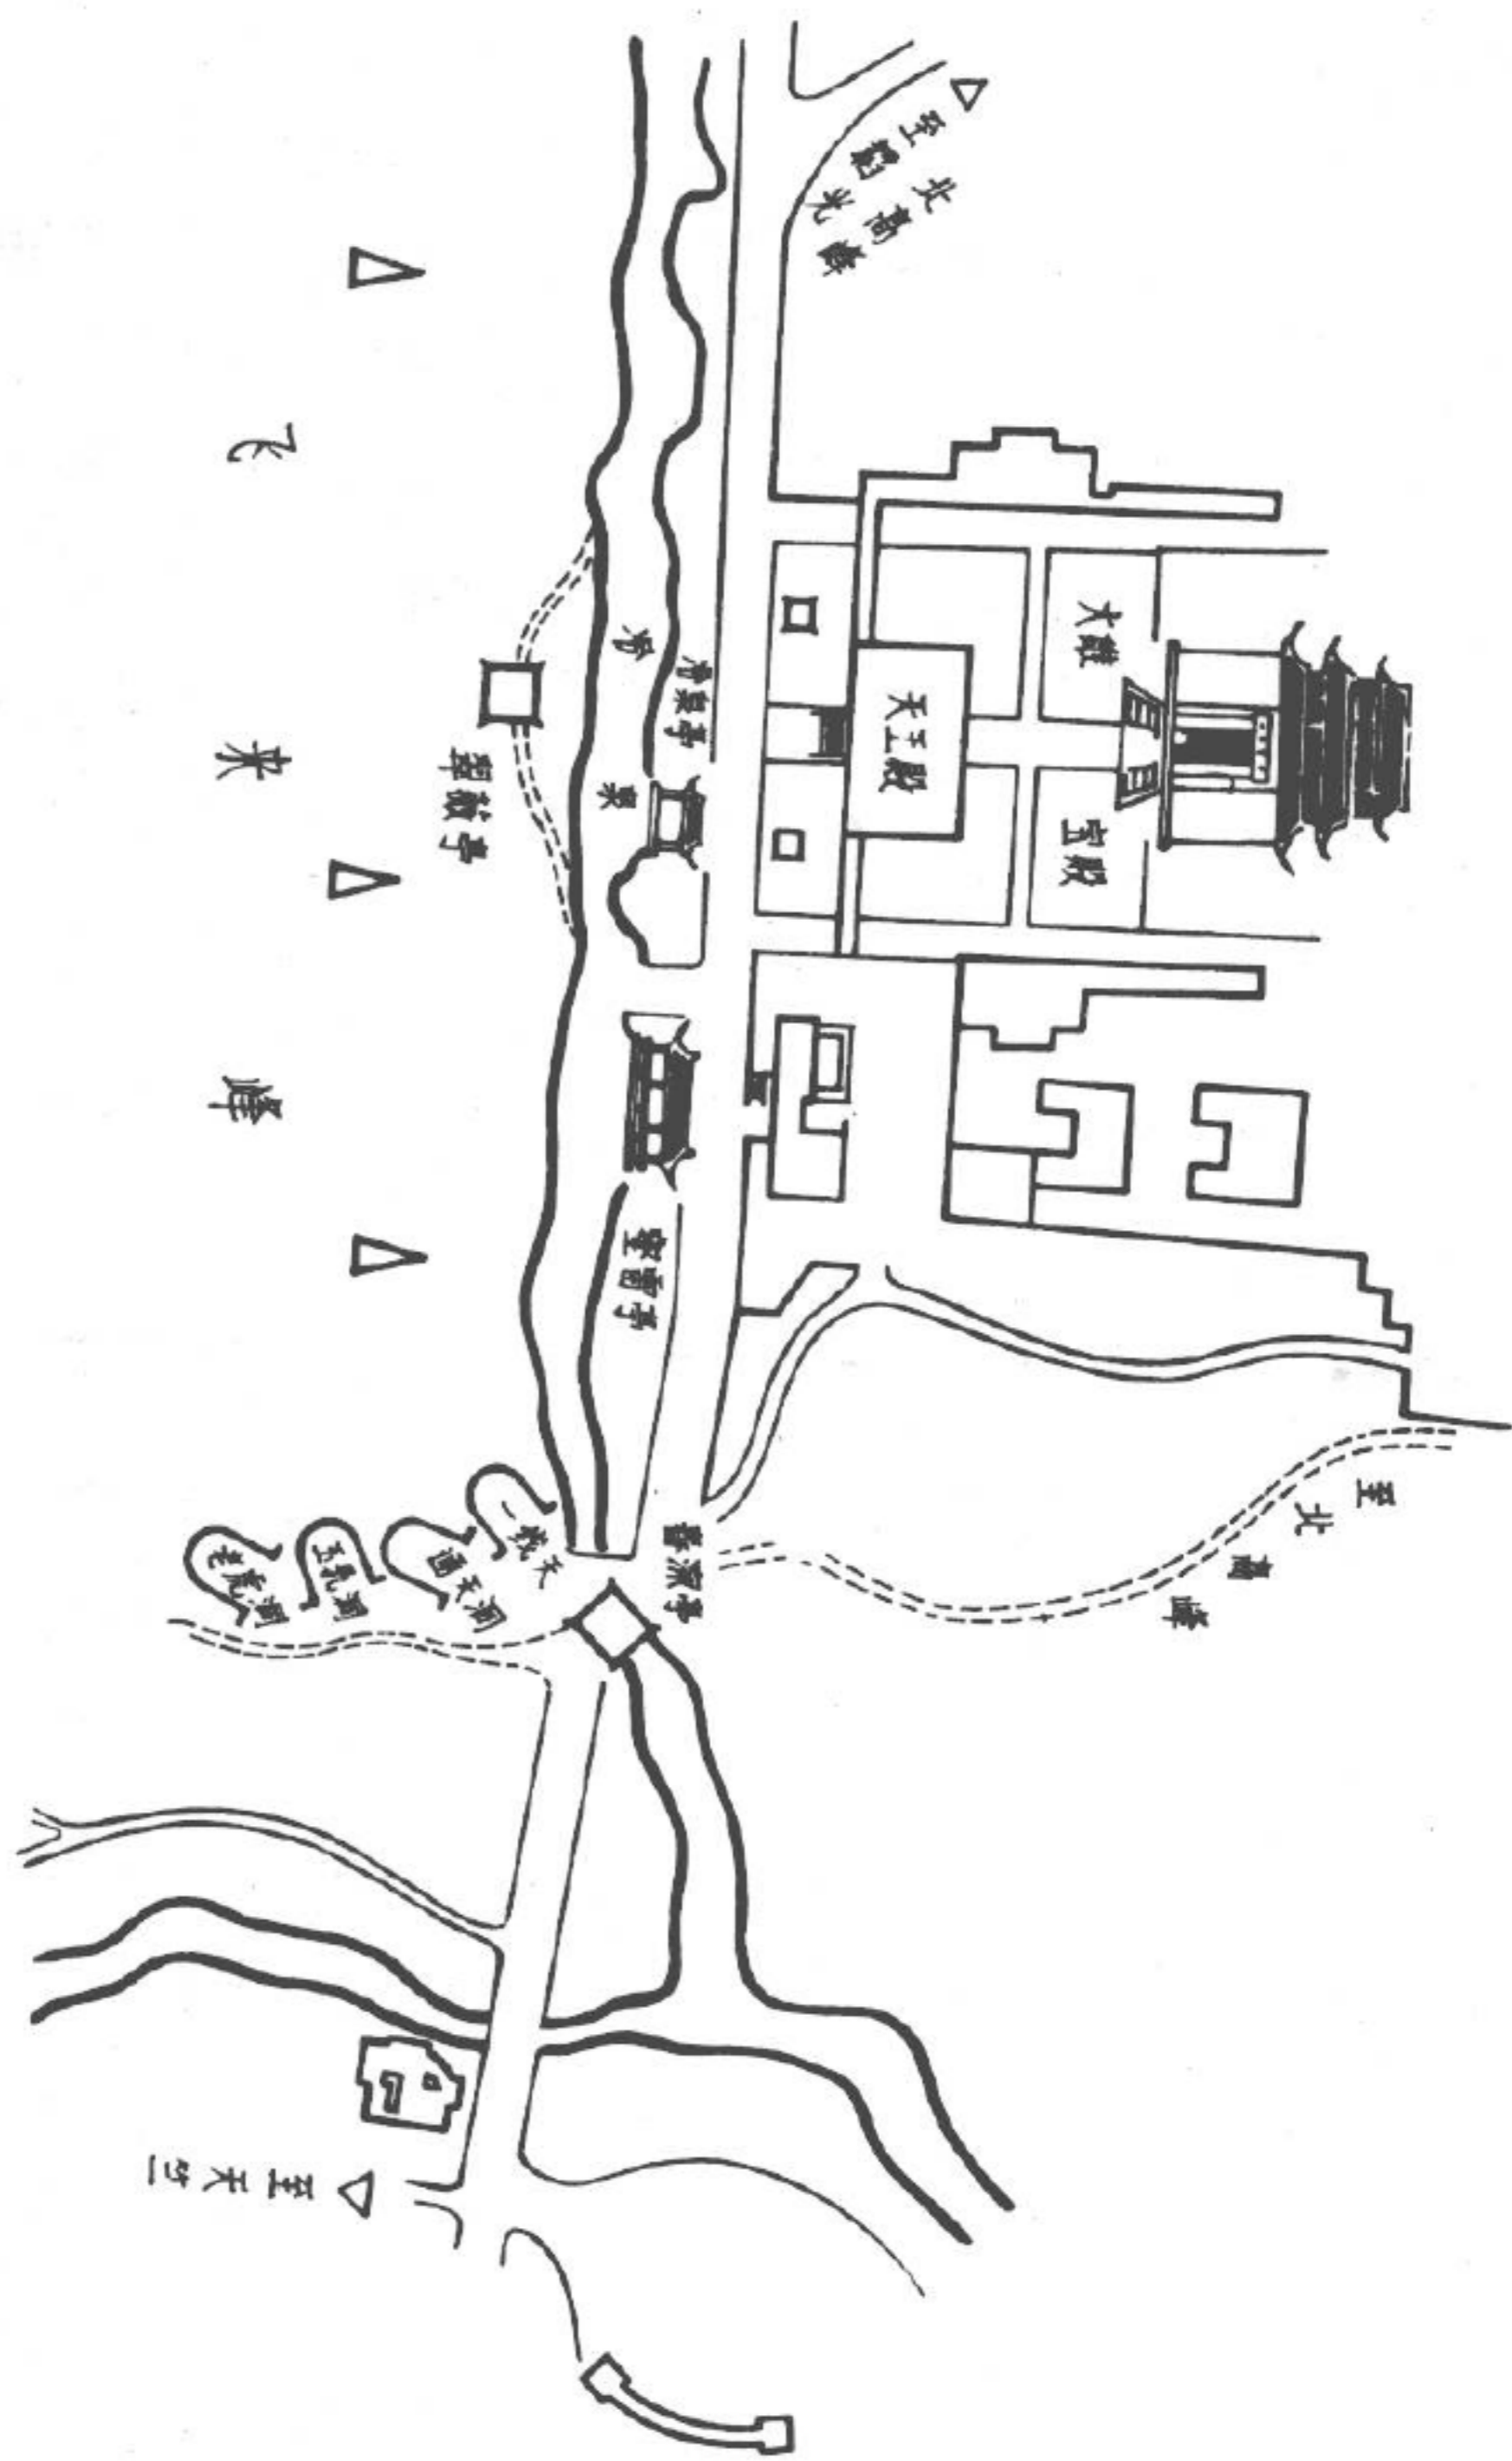 至韬光
北高峰
大雄
宝殿
天王殿
冷泉
冷泉亭
翠微亭
飞来峰
壑雷亭
春淙亭
一线天
通天洞
玉乳洞
老虎洞
至北高峰
至天竺